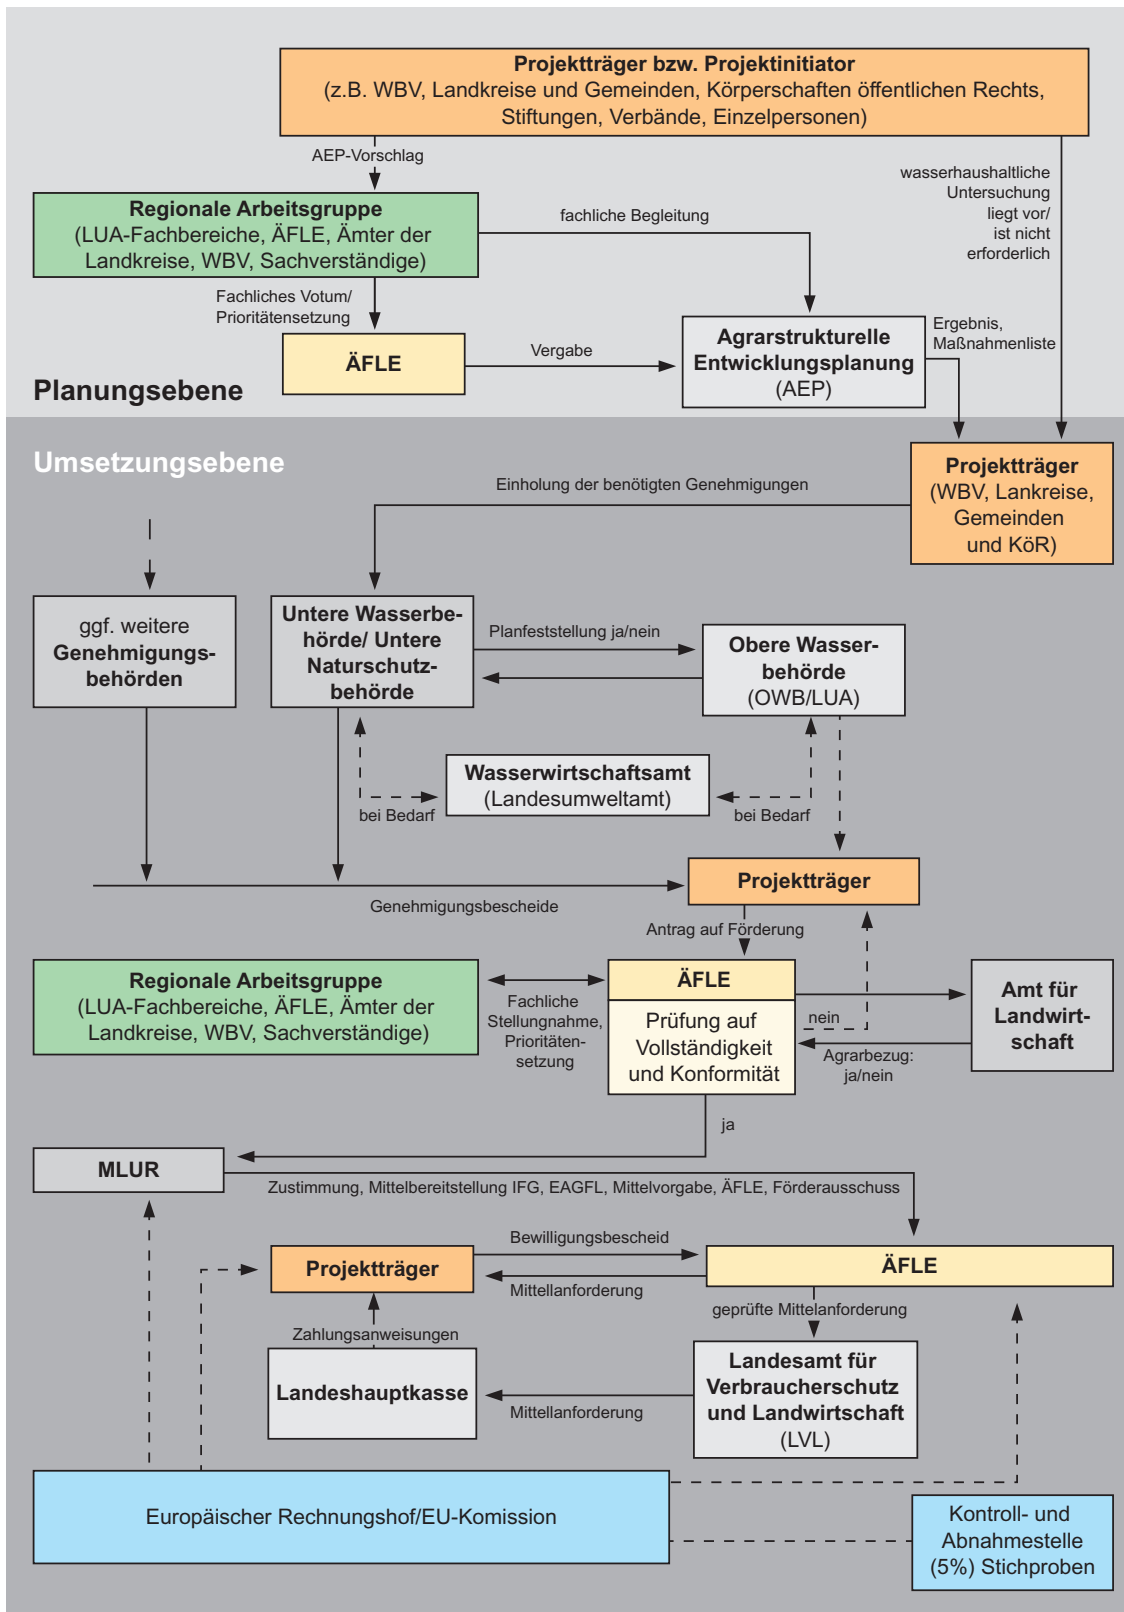 Projektträger bzw. Projektinitiator
(z.B. WBV, Landkreise und Gemeinden, Körperschaften öffentlichen Rechts,
Stiftungen, Verbände, Einzelpersonen)
AEP-Vorschlag
wasserhaushaltliche
Untersuchung
liegt vor/
ist nicht
erforderlich
Regionale Arbeitsgruppe
(LUA-Fachbereiche, ÄFLE, Ämter der
Landkreise, WBV, Sachverständige)
fachliche Begleitung
Fachliches Votum/
Prioritätensetzung
ÄFLE
Vergabe
Agrarstrukturelle
Entwicklungsplanung
(AEP)
Ergebnis,
Maßnahmenliste
Planungsebene
Umsetzungsebene
Projektträger
(WBV, Lankreise,
Gemeinden
und KöR)
Einholung der benötigten Genehmigungen
ggf. weitere
Genehmigungs-
behörden
Untere Wasserbe-
hörde/ Untere
Naturschutz-
behörde
Planfeststellung ja/nein
Obere Wasser-
behörde
(OWB/LUA)
Wasserwirtschaftsamt
(Landesumweltamt)
bei Bedarf
bei Bedarf
Projektträger
Genehmigungsbescheide
Antrag auf Förderung
Regionale Arbeitsgruppe
(LUA-Fachbereiche, ÄFLE, Ämter der
Landkreise, WBV, Sachverständige)
Fachliche
Stellungnahme,
Prioritäten-
setzung
ÄFLE
Prüfung auf
Vollständigkeit
und Konformität
nein
Agrarbezug:
ja/nein
Amt für
Landwirt-
schaft
ja
MLUR
Zustimmung, Mittelbereitstellung IFG, EAGFL, Mittelvorgabe, ÄFLE, Förderausschuss
Projektträger
Bewilligungsbescheid
Mittellanforderung
ÄFLE
geprüfte Mittelanforderung
Zahlungsanweisungen
Landeshauptkasse
Mittellanforderung
Landesamt für
Verbraucherschutz
und Landwirtschaft
(LVL)
Europäischer Rechnungshof/EU-Komission
Kontroll- und
Abnahmestelle
(5%) Stichproben